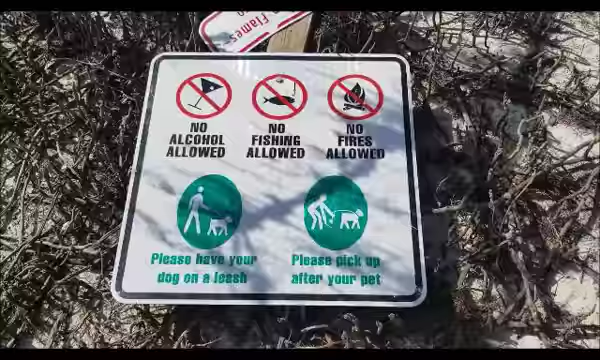 Flames
NO
ALCOHOL
ALLOWED
NO
FISHING
ALLOWED
NO
FIRES
ALLOWED
Please have your
dog on a leash
Please pick up
after your pet